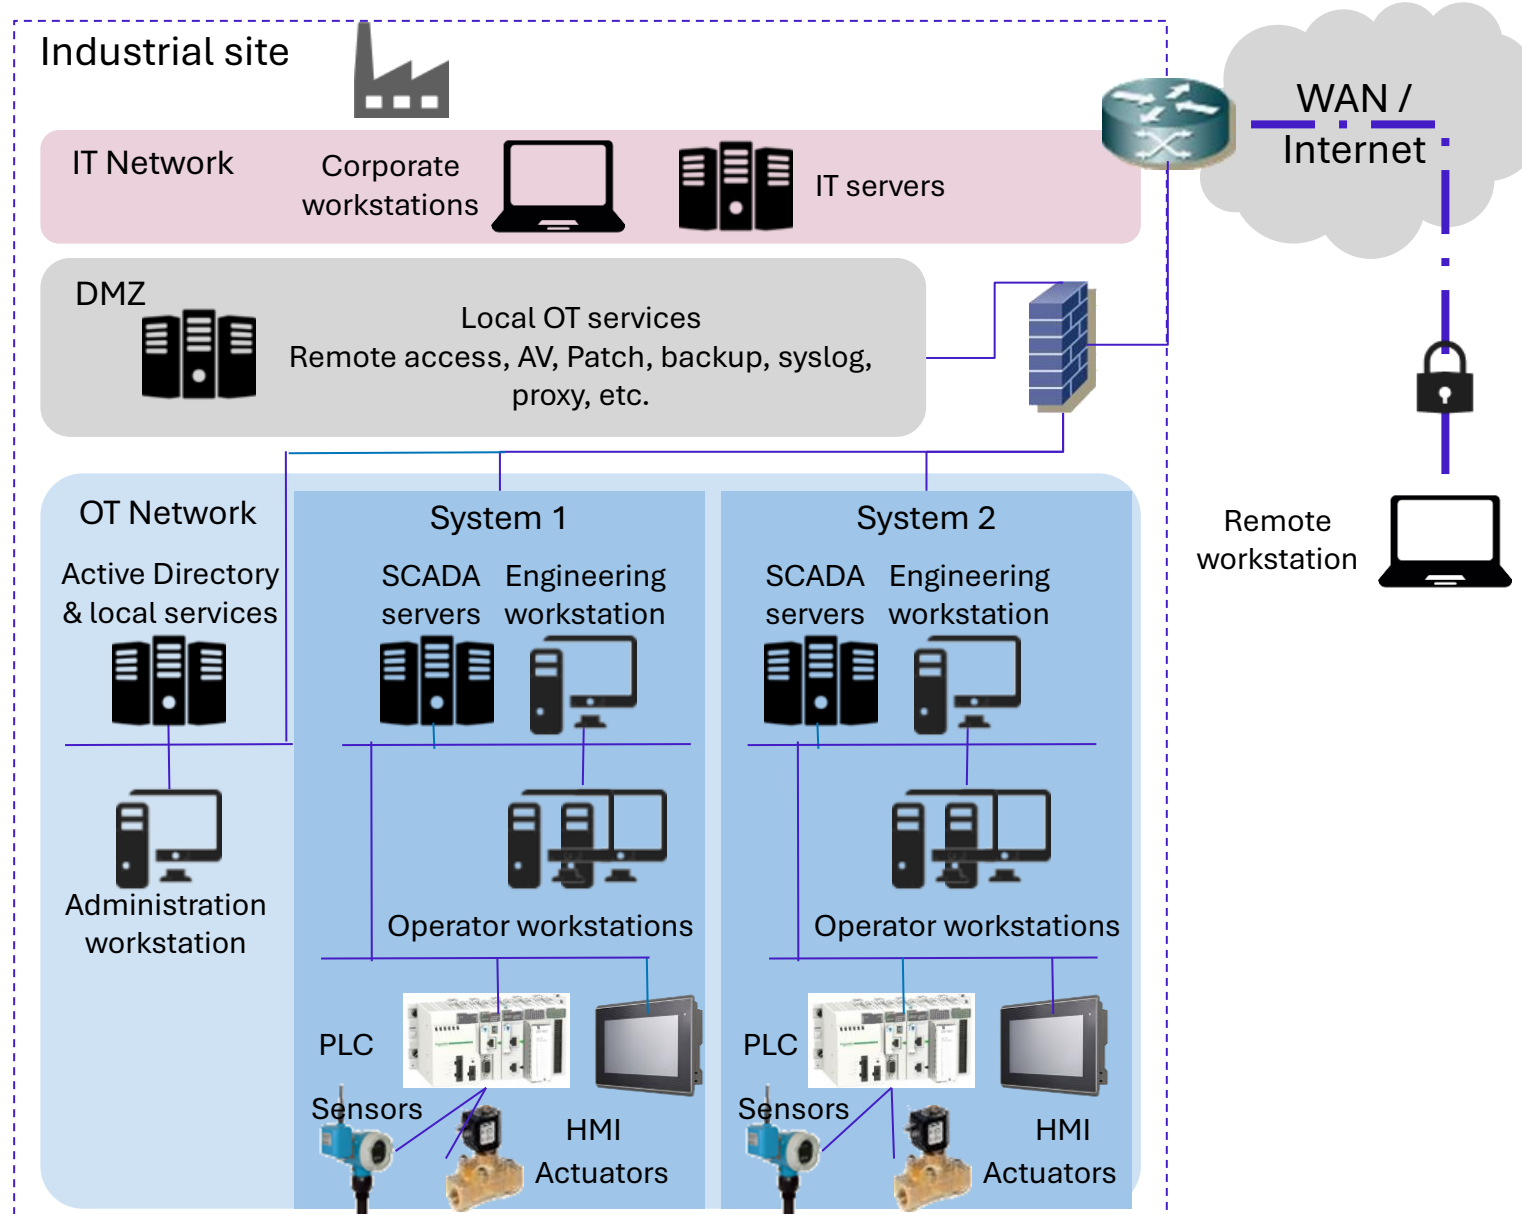 Industrial site
WAN /
Internet
IT Network
Corporate
workstations
IT servers
DMZ
Local OT services
Remote access, AV, Patch, backup, syslog,
proxy, etc.
Remote
workstation
OT Network
Active Directory
& local services
Administration
workstation
System 1
SCADA
servers
Engineering
workstation
Operator workstations
PLC
Sensors
HMI
Actuators
System 2
SCADA
servers
Engineering
workstation
Operator workstations
PLC
Sensors
HMI
Actuators